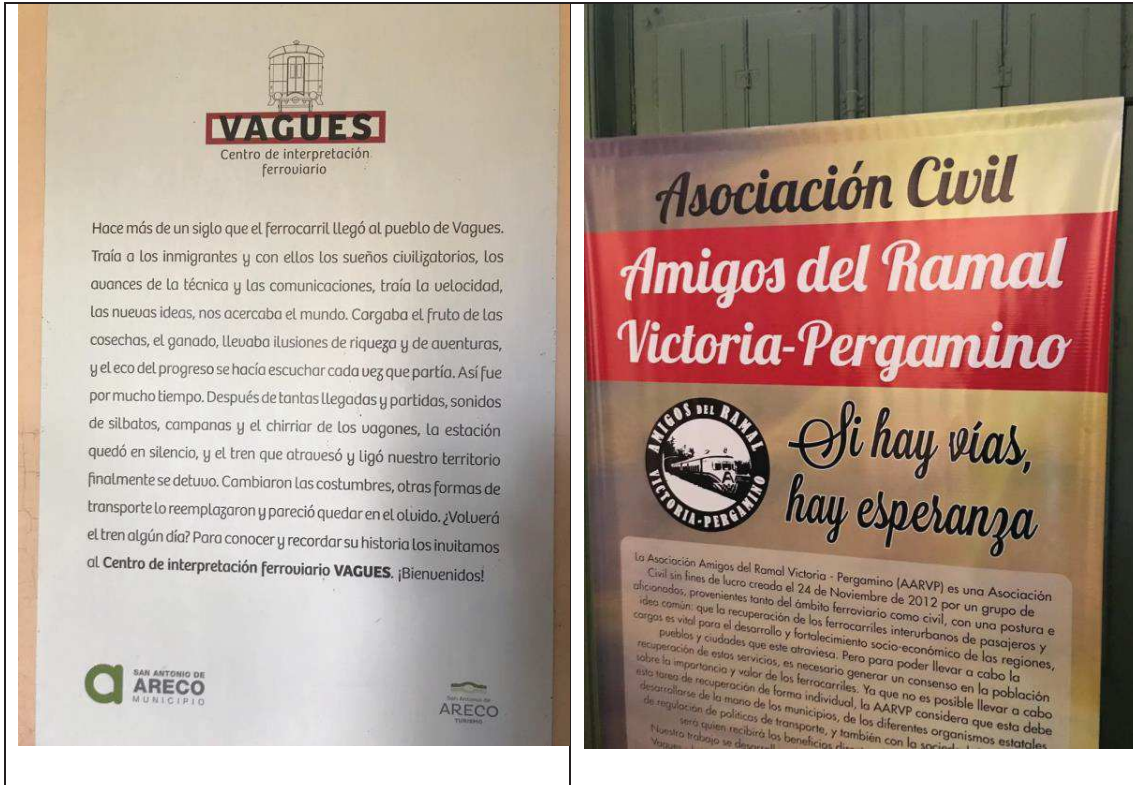 VAGUES
Centro de interpretación
ferroviario
Hace más de un siglo que el ferrocarril llegó al pueblo de Vagues.
Traía a los inmigrantes y con ellos los sueños civilizatorios, los
avances de la técnica y las comunicaciones, traía la velocidad,
las nuevas ideas, nos acercaba el mundo. Cargaba el fruto de las
cosechas, el ganado, llevaba ilusiones de riqueza y de aventuras,
y el eco del progreso se hacía escuchar cada vez que partía. Así fue
por mucho tiempo. Después de tantas llegadas y partidas, sonidos
de silbatos, campanas y el chirriar de los vagones, la estación
quedó en silencio, y el tren que atravesó y ligó nuestro territorio
finalmente se detuvo. Cambiaron las costumbres, otras formas de
transporte lo reemplazaron y pareció quedar en el olvido. ¿Volverá
el tren algún día? Para conocer y recordar su historia los invitamos
al Centro de interpretación ferroviario VAGUES. ¡Bienvenidos!
a
SAN ANTONIO DE
ARECO
MUNICIPIO
San Antonio de
ARECO
TURISMO
Asociación Civil
Amigos del Ramal
Victoria-Pergamino
AMIGOS DEL RAMAL
VICTORIA-PERGAMINO
Si hay vías,
hay esperanza
La Asociación Amigos del Ramal Victoria - Pergamino (AARVP) es una Asociación
Civil sin fines de lucro creada el 24 de Noviembre de 2012 por un grupo de
aficionados, provenientes tanto del ámbito ferroviario como civil, con una postura e
idea común: que la recuperación de los ferrocarriles interurbanos de pasajeros y
cargas es vital para el desarrollo y fortalecimiento socio-económico de las regiones,
pueblos y ciudades que este atraviesa. Pero para poder llevar a cabo la
recuperación de estos servicios, es necesario generar un consenso en la población
sobre la importancia y valor de los ferrocarriles. Ya que no es posible llevar a cabo
esta tarea de recuperación de forma individual, la AARVP considera que esta debe
desarrollarse de la mano de los municipios, de los diferentes organismos estatales
de regulación de políticas de transporte, y también con la
será quien recibirá los beneficios
Nuestro trabajo se